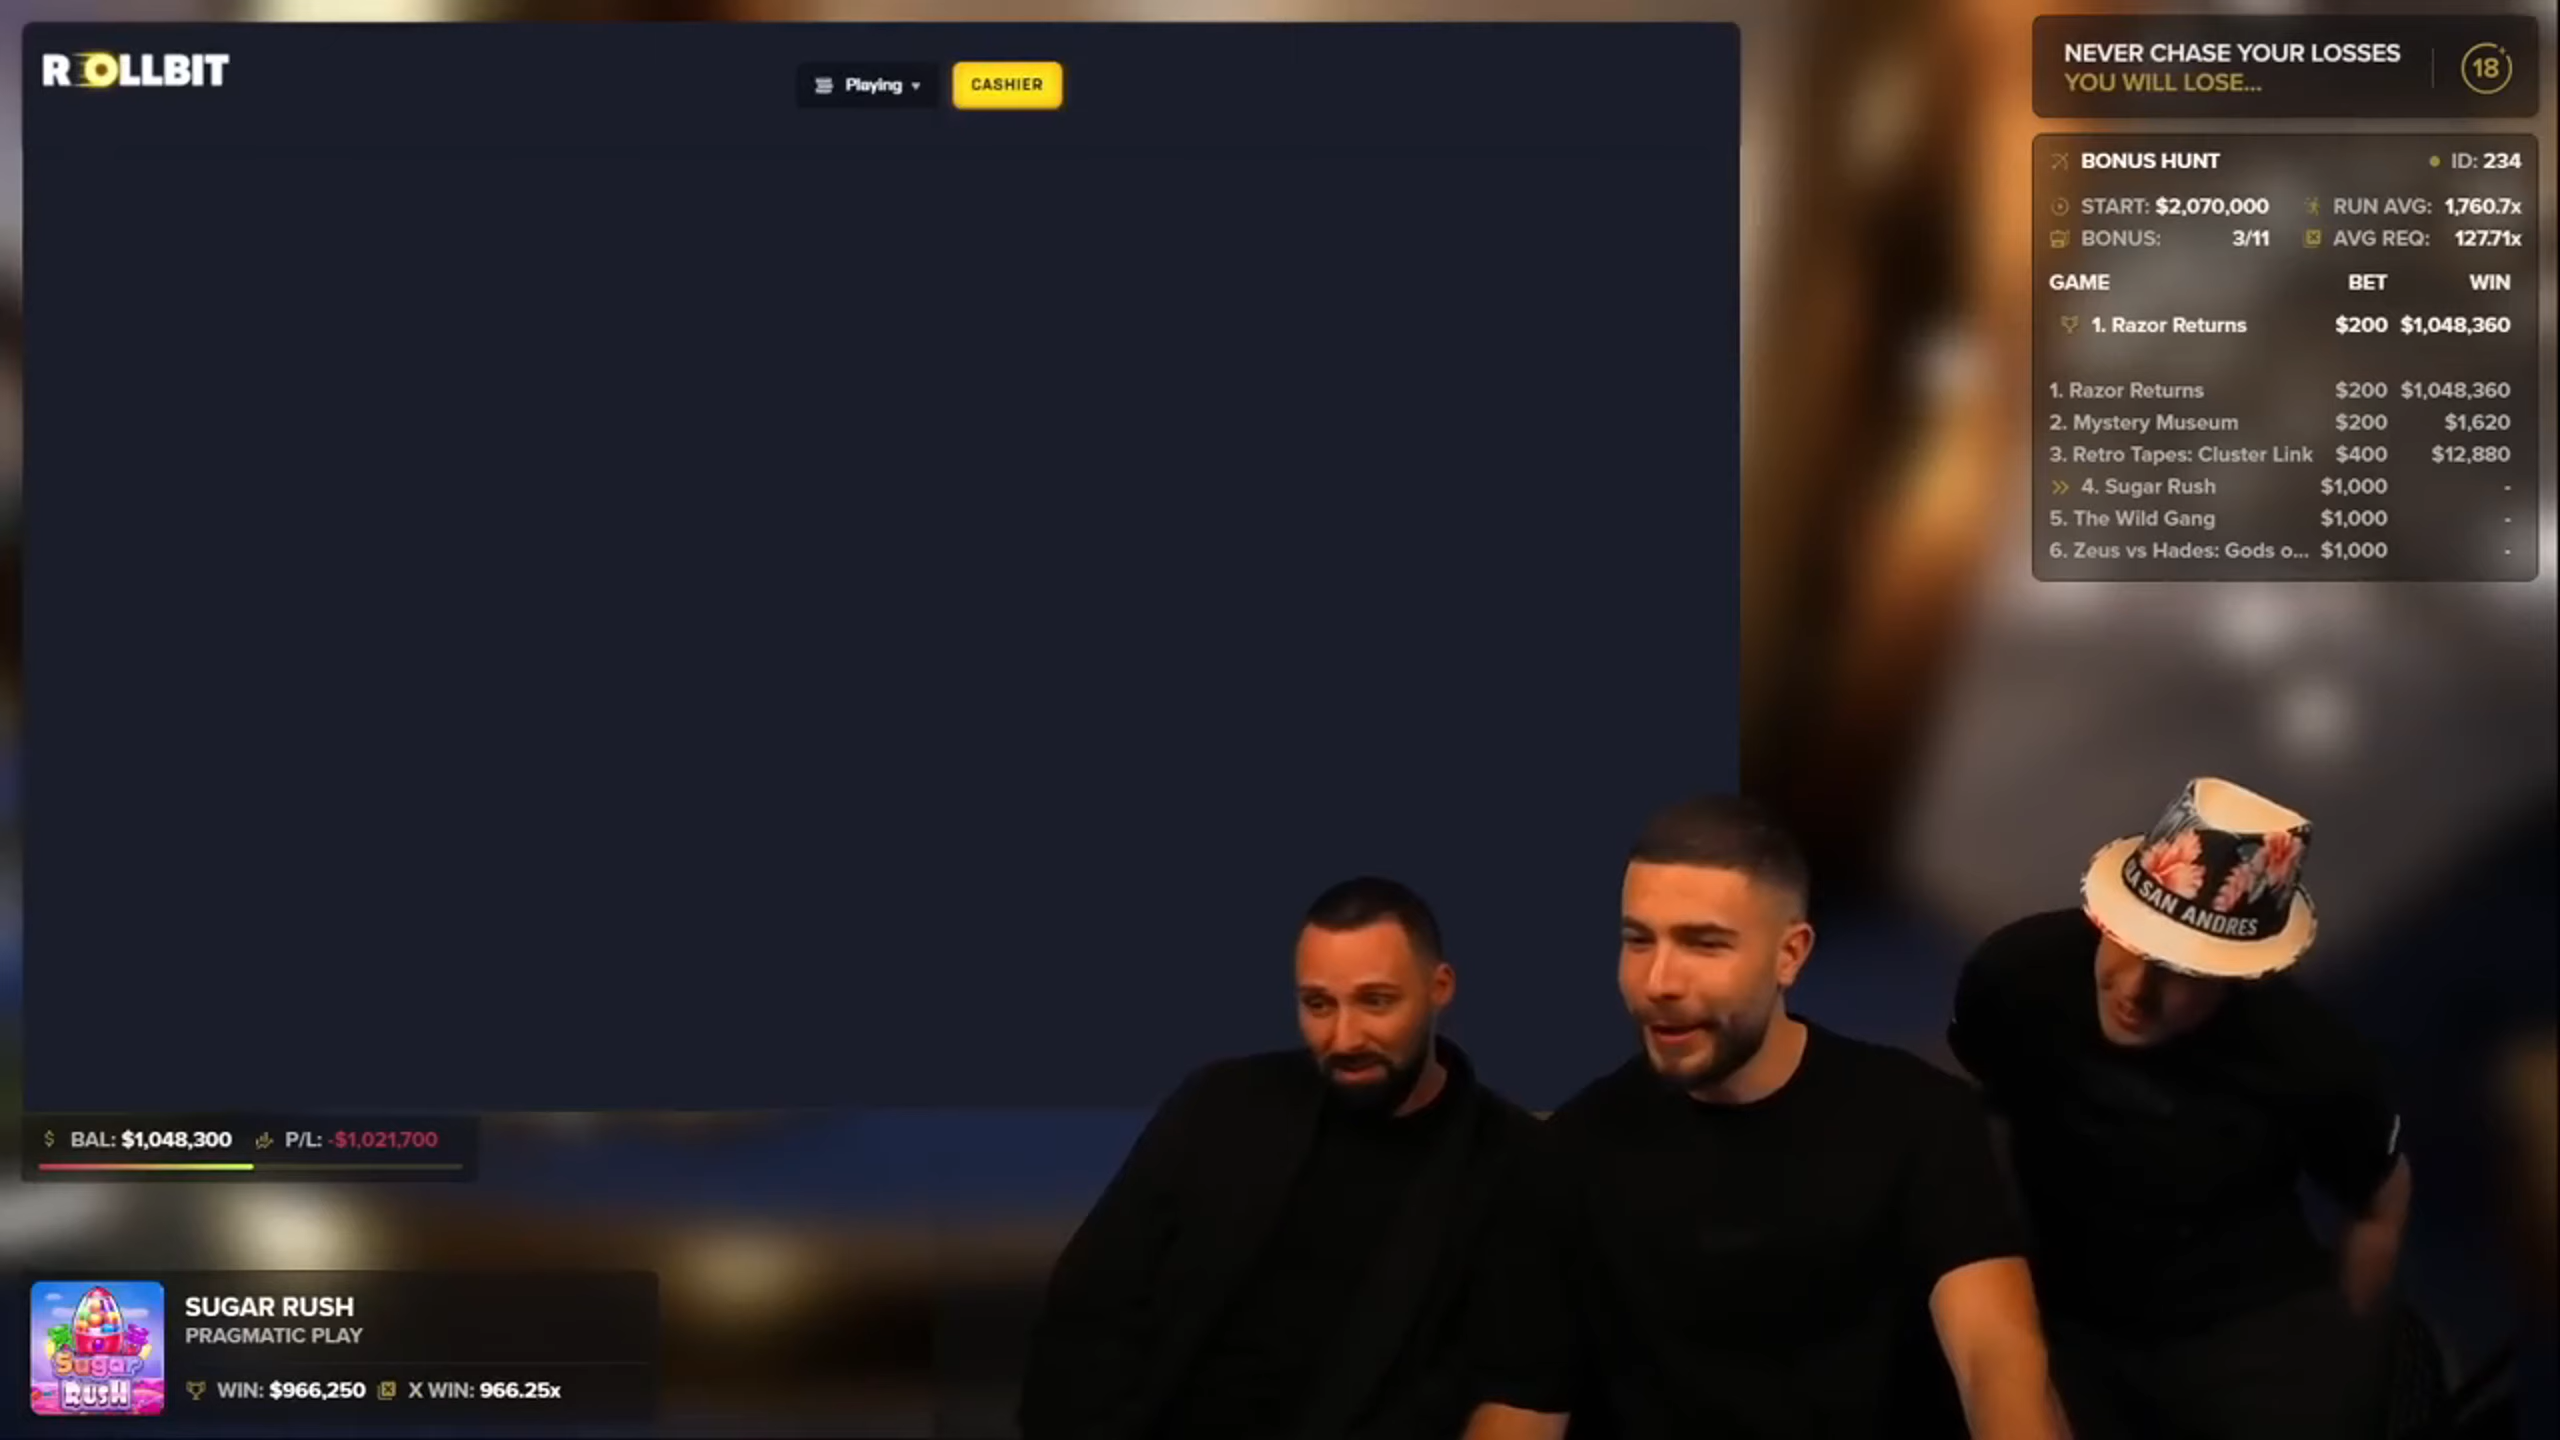 ROLLBIT
Playing
CASHIER
NEVER CHASE YOUR LOSSES
YOU WILL LOSE...
18
BONUS HUNT
ID: 234
START: $2,070,000
RUN AVG: 1,760.7x
BONUS: 3/11
AVG REQ: 127.71x
GAME BET WIN
1. Razor Returns $200 $1,048,360
1. Razor Returns $200 $1,048,360
2. Mystery Museum $200 $1,620
3. Retro Tapes: Cluster Link $400 $12,880
4. Sugar Rush $1,000 -
5. The Wild Gang $1,000 -
6. Zeus vs Hades: Gods o... $1,000 -
SAN ANDRES
BAL: $1,048,300 P/L: -$1,021,700
Sugar
RUSH
SUGAR RUSH
PRAGMATIC PLAY
WIN: $966,250 X WIN: 966.25x